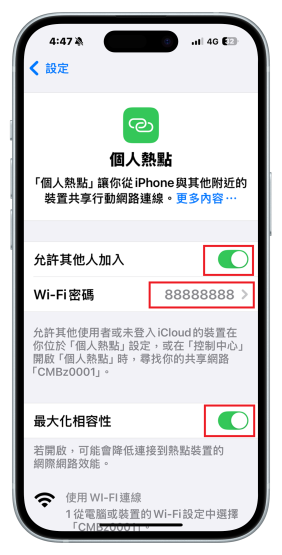 4:47
4G 32
設定
個人熱點
「個人熱點」讓你從 iPhone 與其他附近的
裝置共享行動網路連線。更多內容⋯
允許其他人加入
Wi-Fi 密碼 88888888
允許其他使用者或未登入 iCloud 的裝置在
你位於「個人熱點」設定，或在「控制中心」
開啟「個人熱點」時，尋找你的共享網路
「CMBz0001」。
最大化相容性
若開啟，可能會降低連接到熱點裝置的
網際網路效能。
使用 WI-FI 連線
1 從電腦或裝置的 Wi-Fi 設定中選擇
「CMBz0001」。